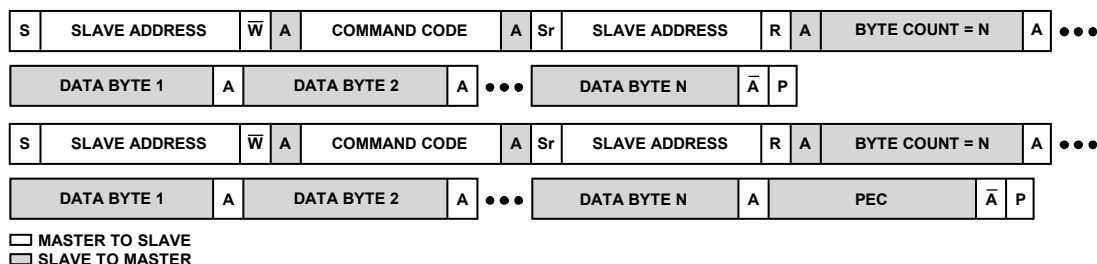 S SLAVE ADDRESS W̅ A COMMAND CODE A Sr SLAVE ADDRESS R A BYTE COUNT = N A •••
DATA BYTE 1 A DATA BYTE 2 A ••• DATA BYTE N A̅ P
S SLAVE ADDRESS W̅ A COMMAND CODE A Sr SLAVE ADDRESS R A BYTE COUNT = N A •••
DATA BYTE 1 A DATA BYTE 2 A ••• DATA BYTE N A PEC A̅ P
MASTER TO SLAVE
SLAVE TO MASTER